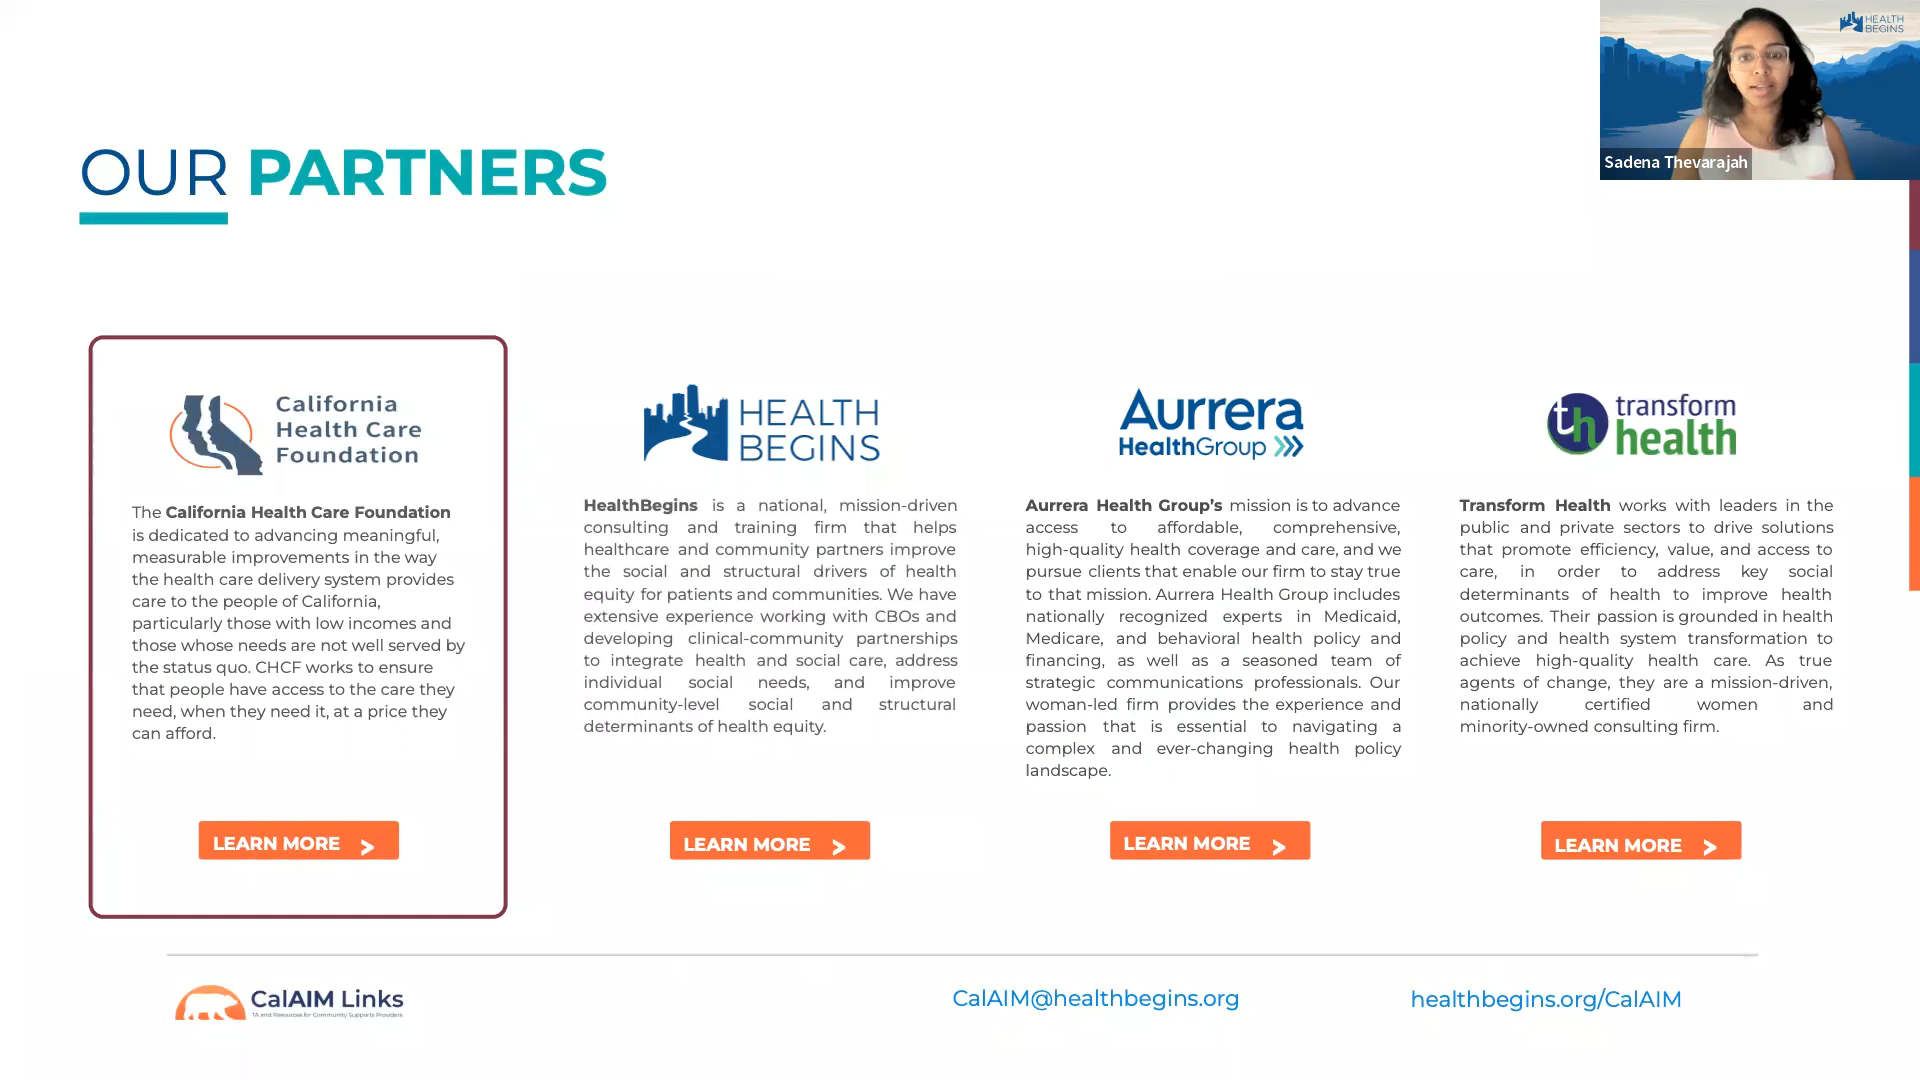 HEALTH
BEGINS
Sadena Thevarajah
OUR PARTNERS
California
Health Care
Foundation
The California Health Care Foundation
is dedicated to advancing meaningful,
measurable improvements in the way
the health care delivery system provides
care to the people of California,
particularly those with low incomes and
those whose needs are not well served by
the status quo. CHCF works to ensure
that people have access to the care they
need, when they need it, at a price they
can afford.
LEARN MORE >
HEALTH
BEGINS
HealthBegins is a national, mission-driven
consulting and training firm that helps
healthcare and community partners improve
the social and structural drivers of health
equity for patients and communities. We have
extensive experience working with CBOs and
developing clinical-community partnerships
to integrate health and social care, address
individual social needs, and improve
community-level social and structural
determinants of health equity.
LEARN MORE >
Aurrera
HealthGroup
Aurrera Health Group’s mission is to advance
access to affordable, comprehensive,
high-quality health coverage and care, and we
pursue clients that enable our firm to stay true
to that mission. Aurrera Health Group includes
nationally recognized experts in Medicaid,
Medicare, and behavioral health policy and
financing, as well as a seasoned team of
strategic communications professionals. Our
woman-led firm provides the experience and
passion that is essential to navigating a
complex and ever-changing health policy
landscape.
LEARN MORE >
th transform
health
Transform Health works with leaders in the
public and private sectors to drive solutions
that promote efficiency, value, and access to
care, in order to address key social
determinants of health to improve health
outcomes. Their passion is grounded in health
policy and health system transformation to
achieve high-quality health care. As true
agents of change, they are a mission-driven,
nationally certified women and
minority-owned consulting firm.
LEARN MORE >
CalAIM Links
TA and Resources for Community Supports Providers
CalAIM@healthbegins.org
healthbegins.org/CalAIM